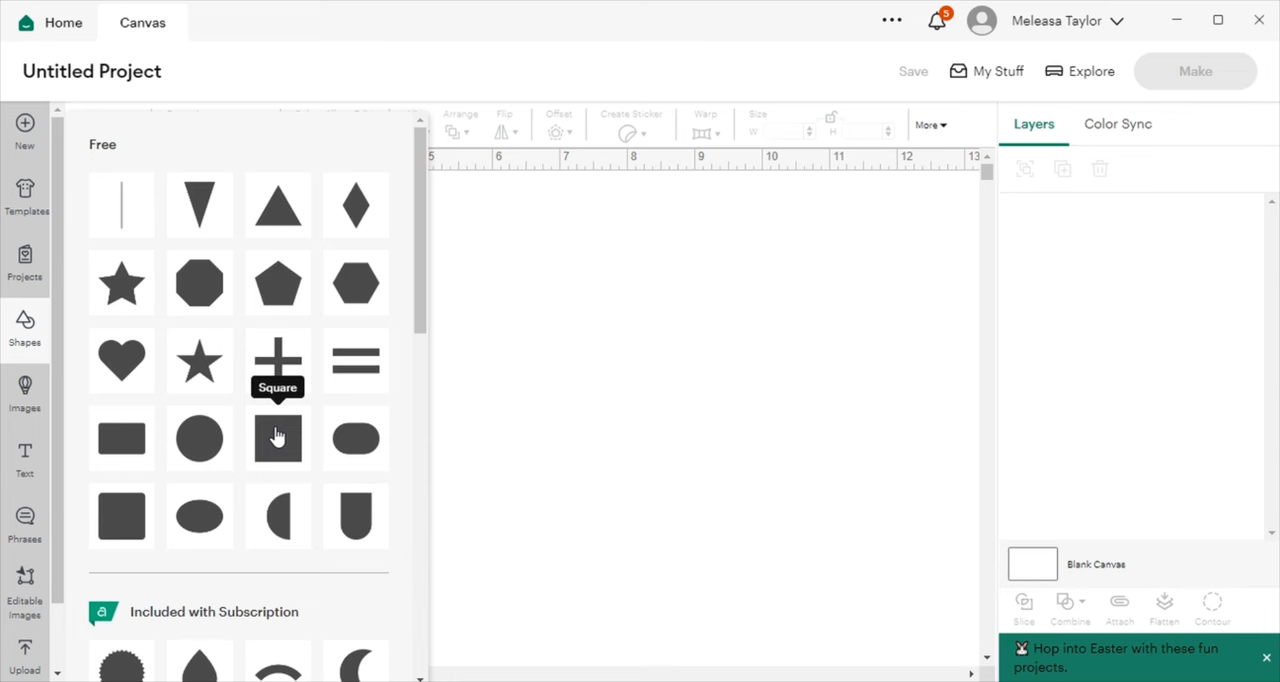 Home
Canvas
5
Meleasa Taylor
Untitled Project
Save
My Stuff
Explore
Make
New
Templates
Projects
Shapes
Images
Text
Phrases
Editable
Images
Upload
Free
Square
a
Included with Subscription
Arrange
Flip
Offset
Create Sticker
Warp
Size
W
H
More
5 6 7 8 9 10 11 12 13
Layers
Color Sync
Blank Canvas
Slice
Combine
Attach
Flatten
Contour
Hop into Easter with these fun
projects.